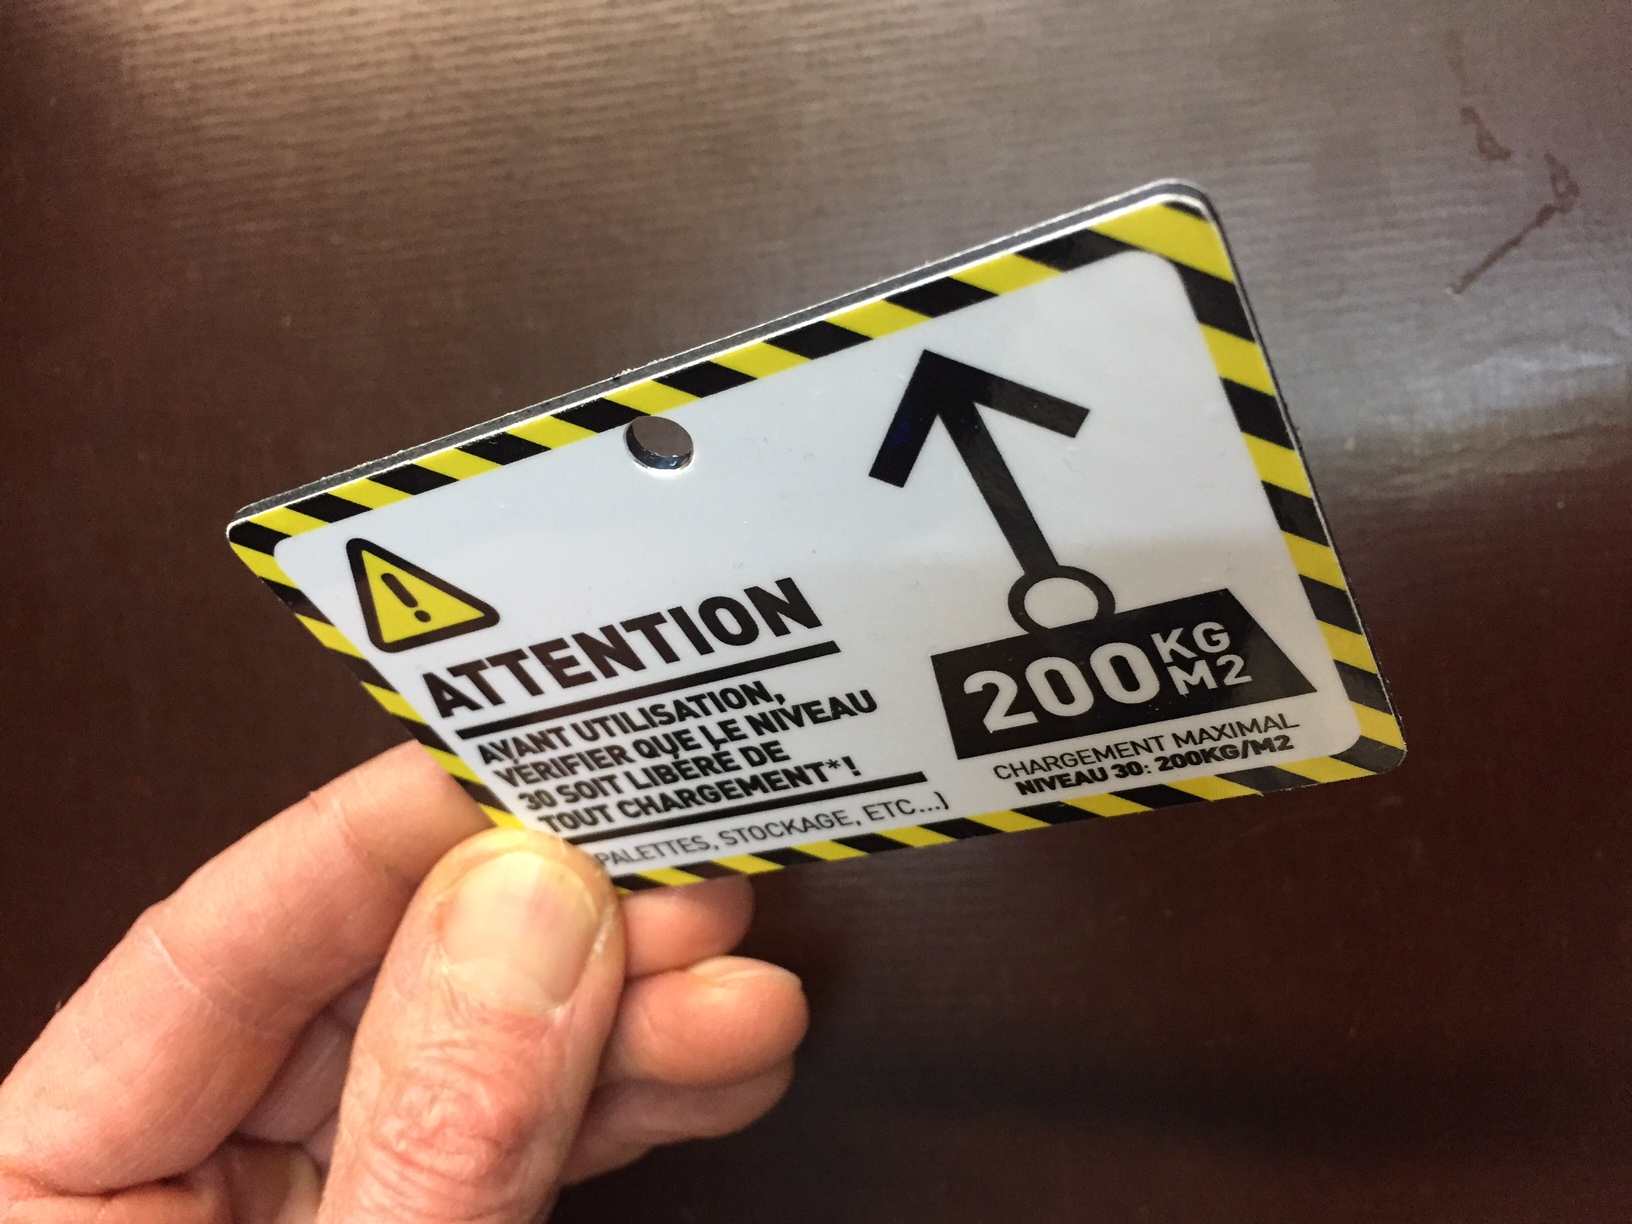 ATTENTION
AVANT UTILISATION,
VÉRIFIER QUE LE NIVEAU
30 SOIT LIBÉRÉ DE
TOUT CHARGEMENT*!
PALETTES, STOCKAGE, ETC...)
200 KG
M2
CHARGEMENT MAXIMAL
NIVEAU 30: 200KG/M2